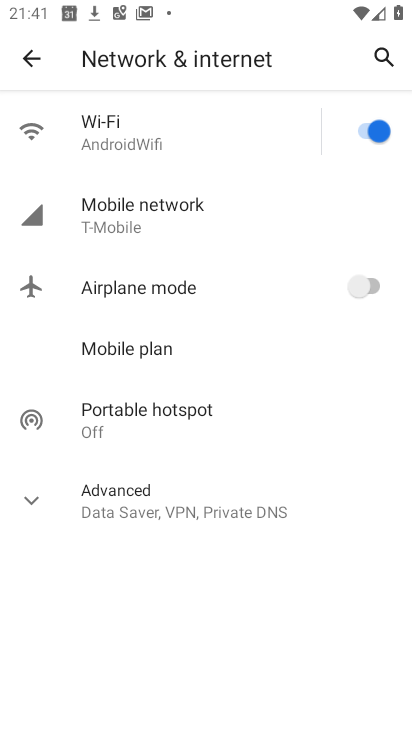 21:41
Network & internet
Wi-Fi
AndroidWifi
Mobile network
T-Mobile
Airplane mode
Mobile plan
Portable hotspot
Off
Advanced
Data Saver, VPN, Private DNS